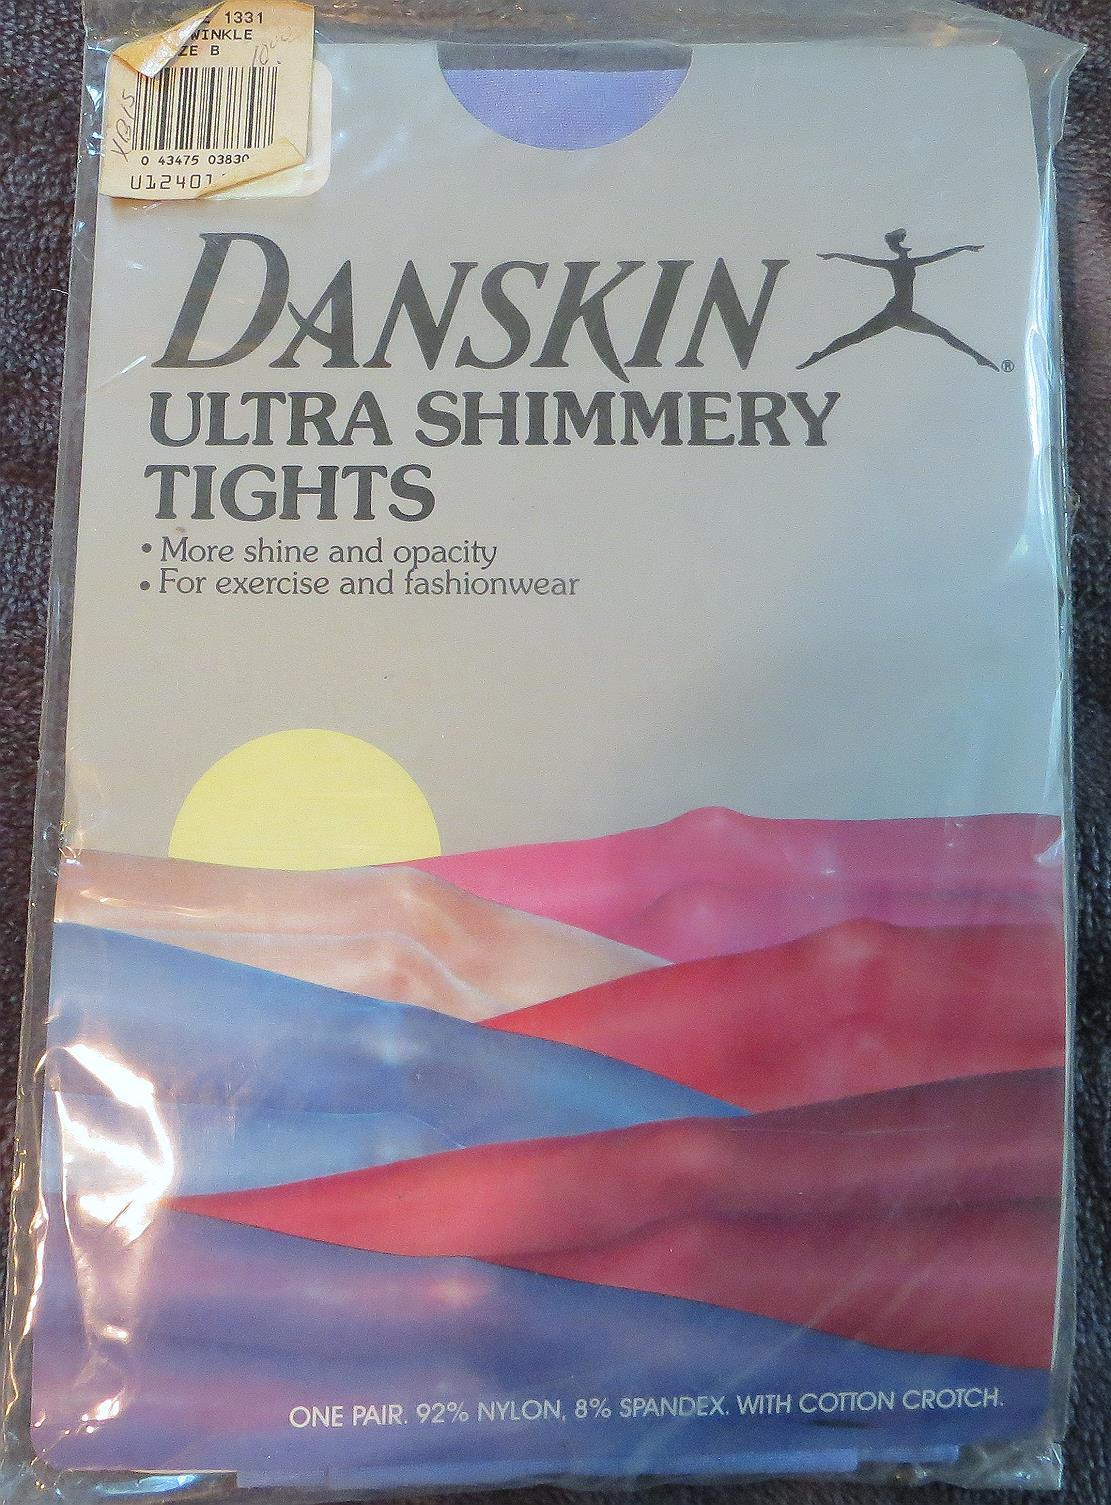 1331
WINKLE
ZE B
0 43475 03830
U12401
DANSKIN
®
ULTRA SHIMMERY
TIGHTS
• More shine and opacity
• For exercise and fashionwear
ONE PAIR. 92% NYLON, 8% SPANDEX. WITH COTTON CROTCH.